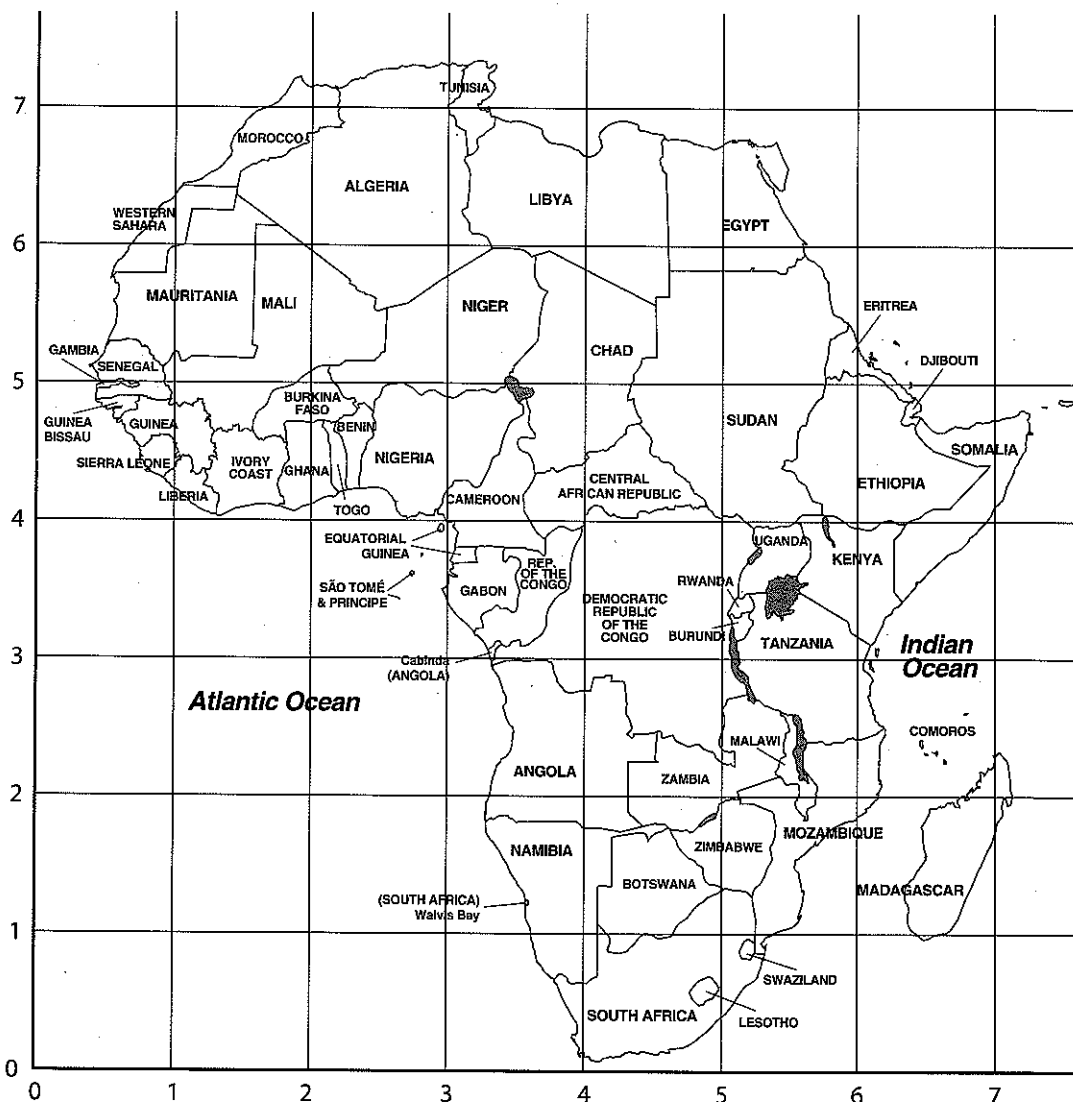 7
TUNISIA
MOROCCO
ALGERIA
LIBYA
WESTERN
SAHARA
EGYPT
6
MAURITANIA
MALI
NIGER
ERITREA
GAMBIA
SENEGAL
CHAD
DJIBOUTI
5
BURKINA
FASO
GUINEA
BISSAU
GUINEA
BENIN
SUDAN
SOMALIA
SIERRA LEONE
IVORY
COAST
GHANA
NIGERIA
CENTRAL
AFRICAN REPUBLIC
ETHIOPIA
LIBERIA
TOGO
CAMEROON
4
EQUATORIAL
GUINEA
UGANDA
KENYA
REP.
OF THE
CONGO
SÃO TOMÉ
& PRINCIPE
GABON
RWANDA
DEMOCRATIC
REPUBLIC
OF THE
CONGO
BURUNDI
TANZANIA
Indian
Ocean
3
Cabinda
(ANGOLA)
Atlantic Ocean
COMOROS
MALAWI
ANGOLA
ZAMBIA
2
MOZAMBIQUE
NAMIBIA
ZIMBABWE
BOTSWANA
MADAGASCAR
(SOUTH AFRICA)
Walvis Bay
1
SWAZILAND
SOUTH AFRICA
LESOTHO
0
0 1 2 3 4 5 6 7